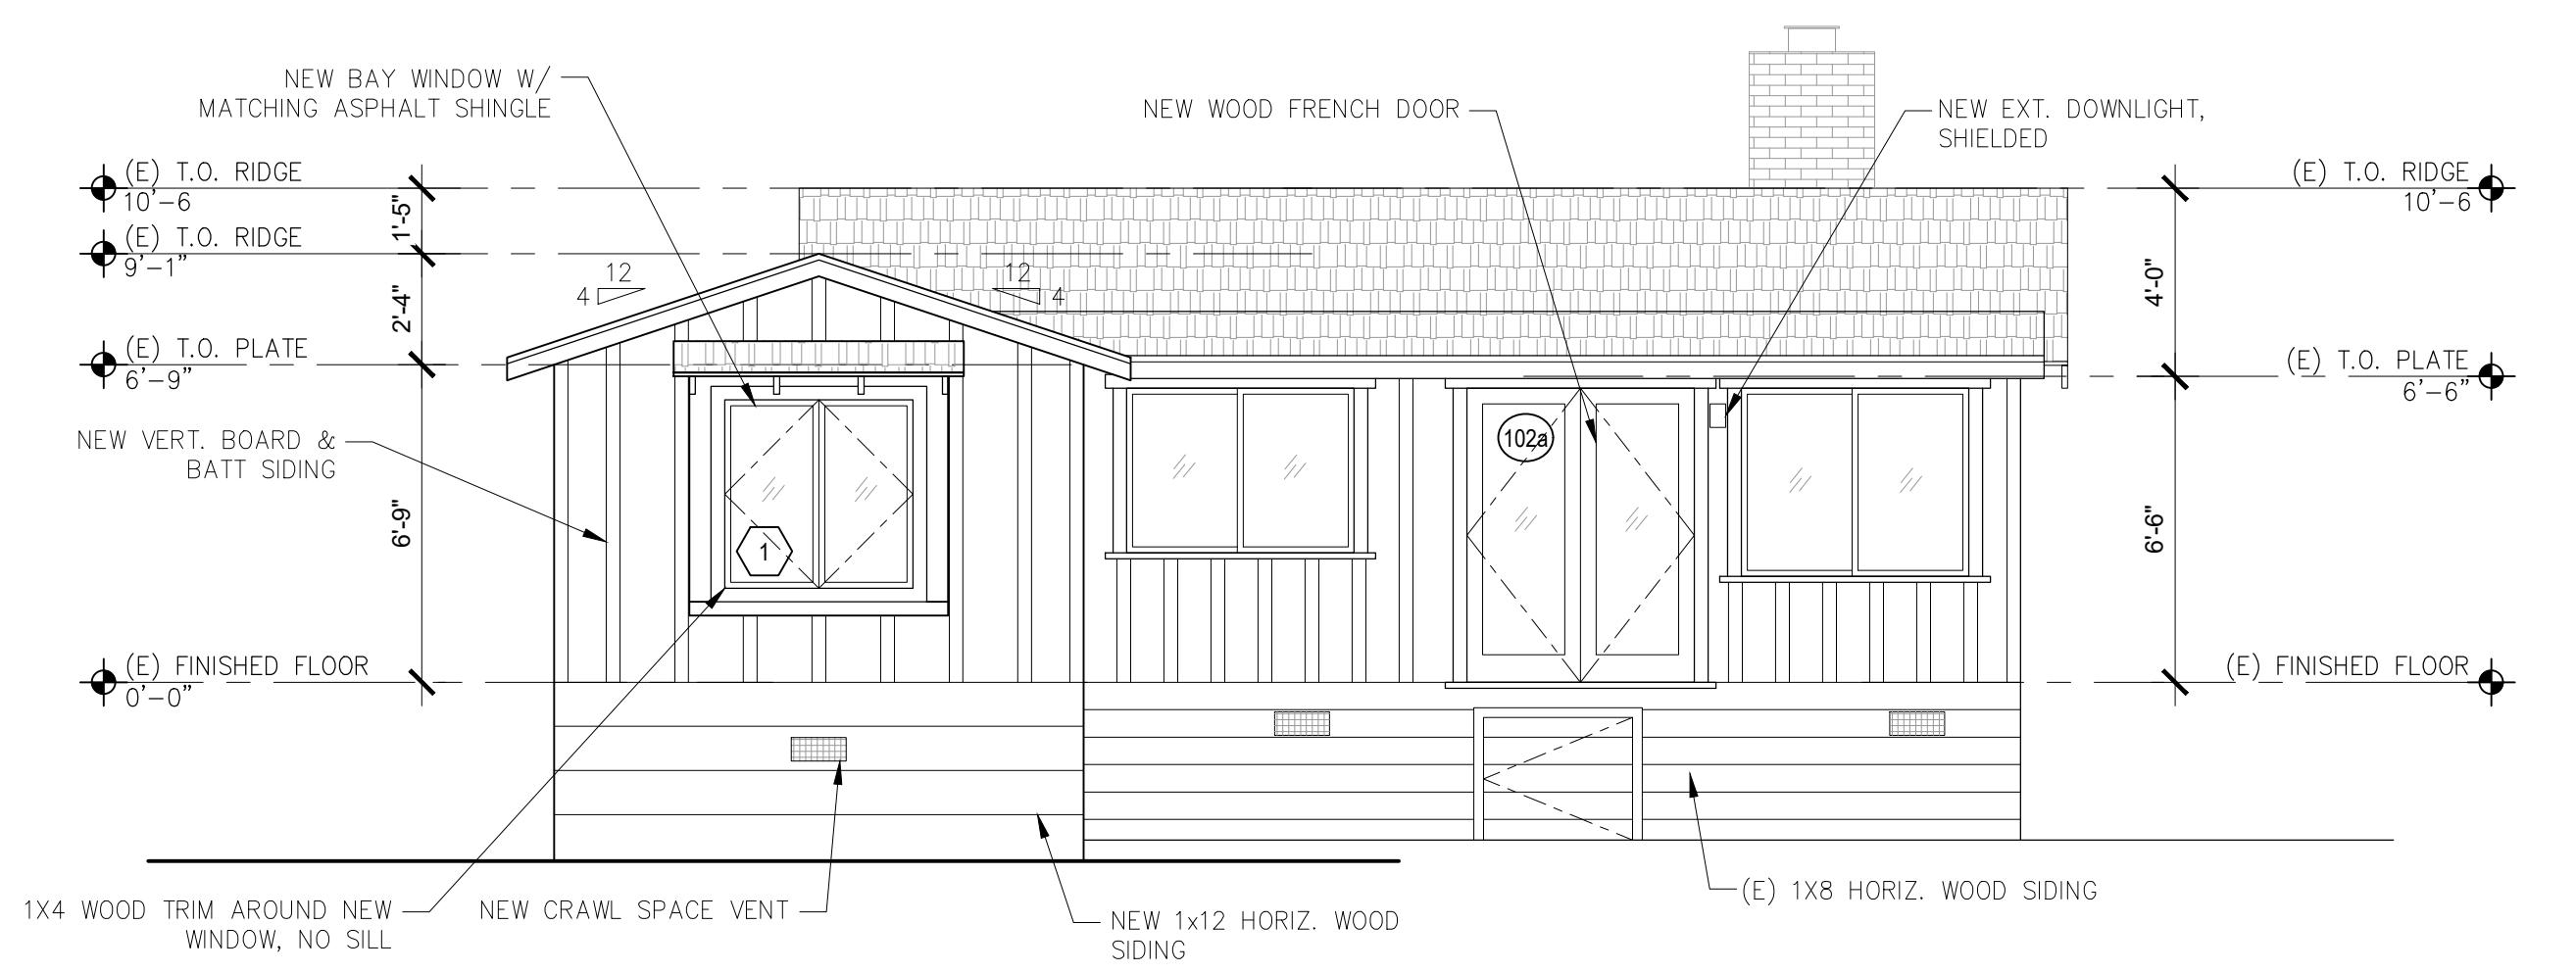 NEW BAY WINDOW W/
MATCHING ASPHALT SHINGLE
NEW WOOD FRENCH DOOR
NEW EXT. DOWNLIGHT,
SHIELDED
(E) T.O. RIDGE
10'-6
1'-5"
(E) T.O. RIDGE
9'-1"
2'-4"
(E) T.O. PLATE
6'-9"
12
4
12
4
(E) T.O. RIDGE
10'-6
4'-0"
(E) T.O. PLATE
6'-6"
NEW VERT. BOARD &
BATT SIDING
6'-9"
1
102a
6'-6"
(E) FINISHED FLOOR
0'-0"
(E) FINISHED FLOOR
1X4 WOOD TRIM AROUND NEW
WINDOW, NO SILL
NEW CRAWL SPACE VENT
NEW 1x12 HORIZ. WOOD
SIDING
(E) 1X8 HORIZ. WOOD SIDING